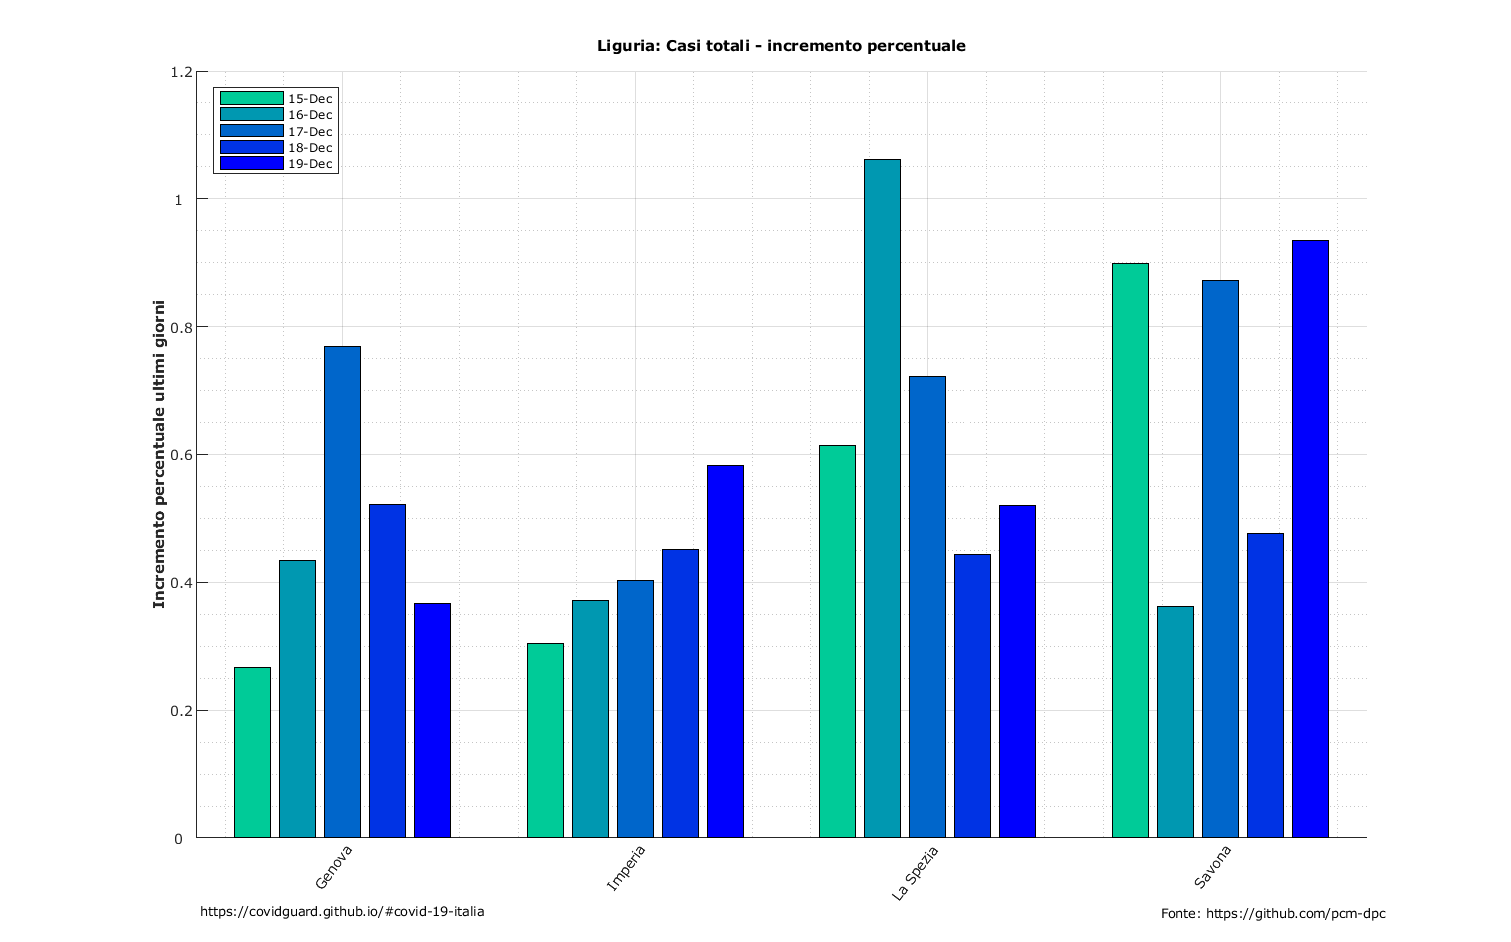 Liguria: Casi totali - incremento percentuale
Incremento percentuale ultimi giorni
1.2
1
0.8
0.6
0.4
0.2
0
15-Dec
16-Dec
17-Dec
18-Dec
19-Dec
Genova
Imperia
La Spezia
Savona
https://covidguard.github.io/#covid-19-italia
Fonte: https://github.com/pcm-dpc